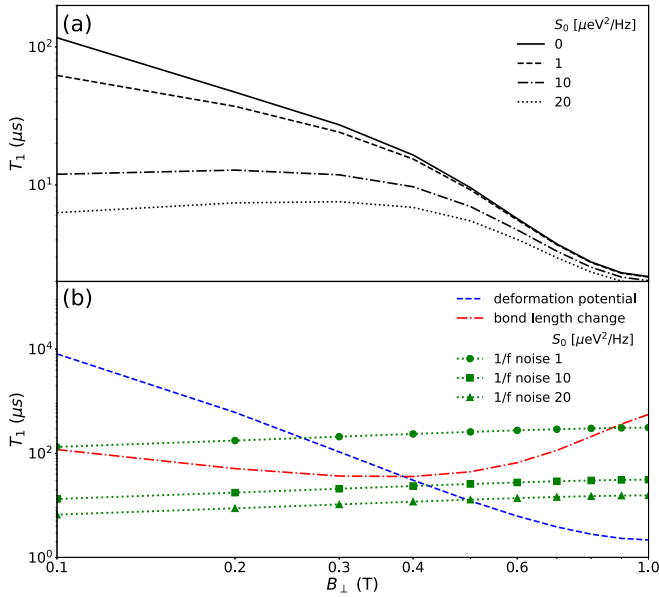 (a)
S₀ [μeV²/Hz]
0
1
10
20
10²
10¹
T₁ (μs)
(b)
deformation potential
bond length change
S₀ [μeV²/Hz]
1/f noise 1
1/f noise 10
1/f noise 20
10⁴
10²
10⁰
T₁ (μs)
0.1
0.2
0.3
0.4
0.6
1.0
B⊥ (T)